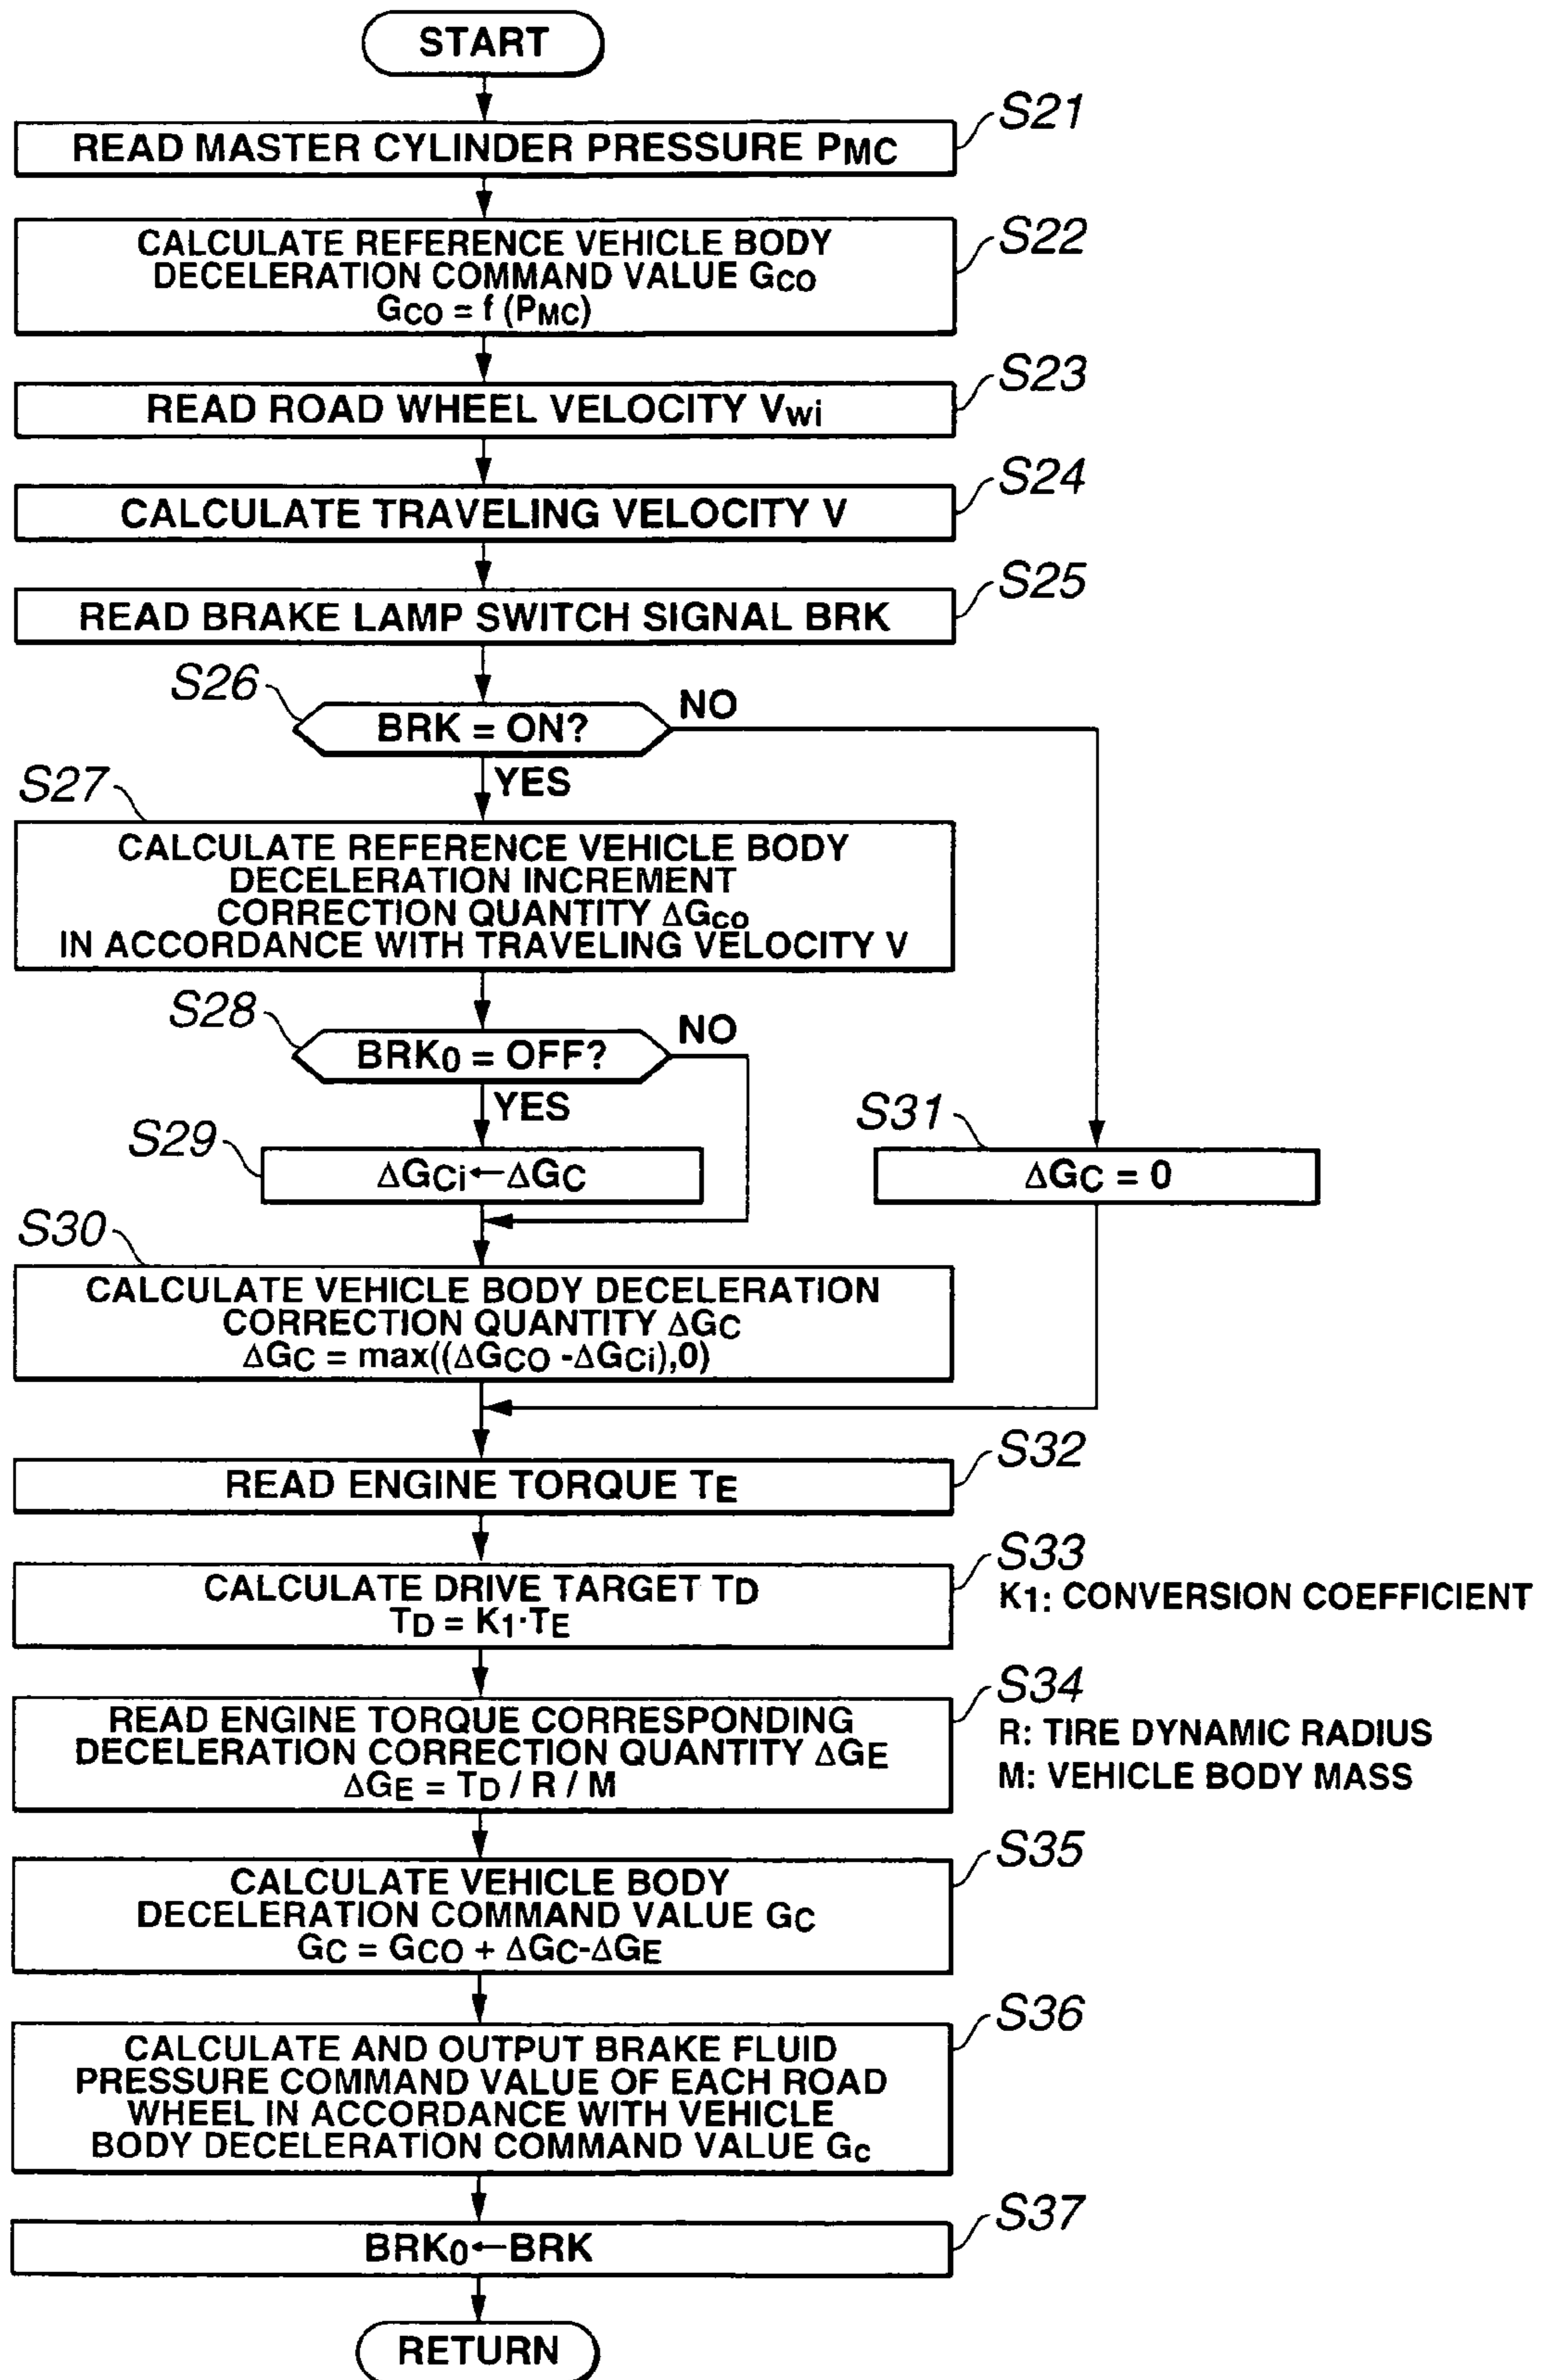 START
S21
READ MASTER CYLINDER PRESSURE PMC
S22
CALCULATE REFERENCE VEHICLE BODY
DECELERATION COMMAND VALUE GCO
GCO = f (PMC)
S23
READ ROAD WHEEL VELOCITY Vwi
S24
CALCULATE TRAVELING VELOCITY V
S25
READ BRAKE LAMP SWITCH SIGNAL BRK
S26
BRK = ON?
NO
YES
S27
CALCULATE REFERENCE VEHICLE BODY
DECELERATION INCREMENT
CORRECTION QUANTITY ΔGco
IN ACCORDANCE WITH TRAVELING VELOCITY V
S28
BRK0 = OFF?
NO
YES
S29
ΔGCi←ΔGC
S31
ΔGC = 0
S30
CALCULATE VEHICLE BODY DECELERATION
CORRECTION QUANTITY ΔGC
ΔGC = max((ΔGCO -ΔGCi),0)
S32
READ ENGINE TORQUE TE
S33
CALCULATE DRIVE TARGET TD
TD = K1·TE
K1: CONVERSION COEFFICIENT
S34
READ ENGINE TORQUE CORRESPONDING
DECELERATION CORRECTION QUANTITY ΔGE
ΔGE = TD / R / M
R: TIRE DYNAMIC RADIUS
M: VEHICLE BODY MASS
S35
CALCULATE VEHICLE BODY
DECELERATION COMMAND VALUE GC
GC = GCO + ΔGC-ΔGE
S36
CALCULATE AND OUTPUT BRAKE FLUID
PRESSURE COMMAND VALUE OF EACH ROAD
WHEEL IN ACCORDANCE WITH VEHICLE
BODY DECELERATION COMMAND VALUE Gc
S37
BRK0←BRK
RETURN